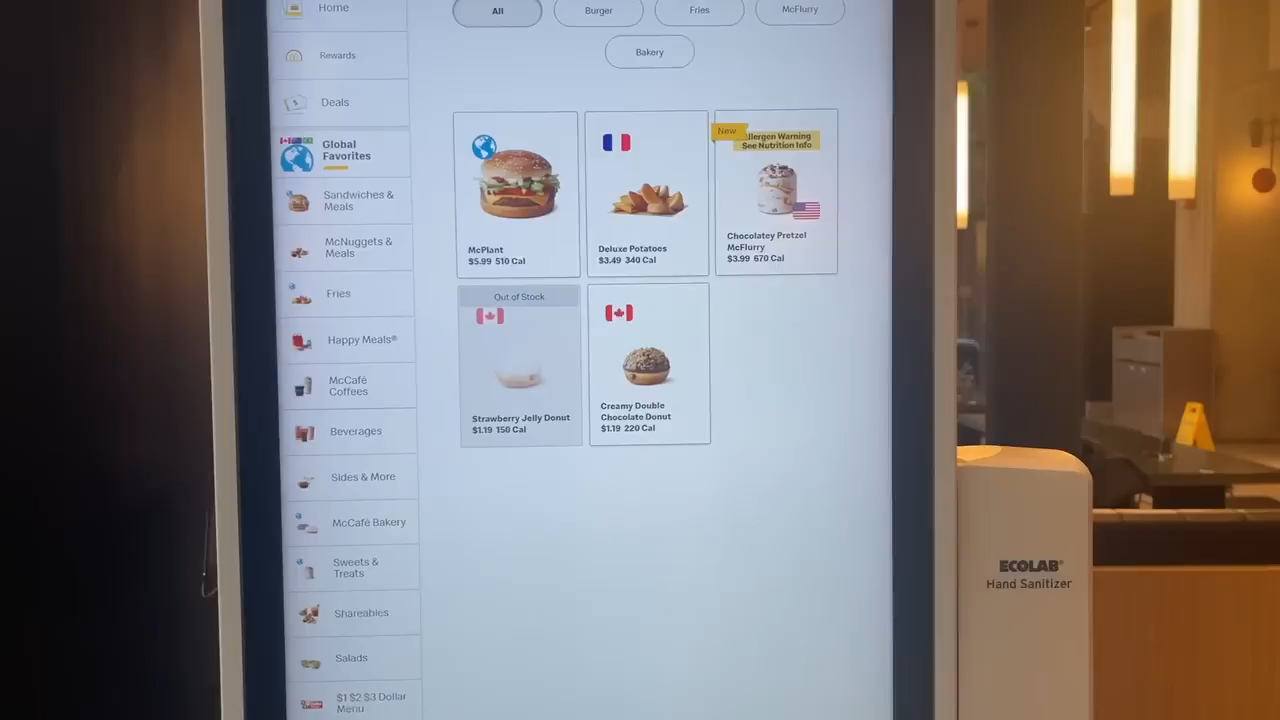 Home
Rewards
Deals
Global
Favorites
Sandwiches &
Meals
McNuggets &
Meals
Fries
Happy Meals®
McCafé
Coffees
Beverages
Sides & More
McCafé Bakery
Sweets &
Treats
Shareables
Salads
$1 $2 $3 Dollar
Menu
All
Burger
Fries
McFlurry
Bakery
McPlant
$5.99 510 Cal
Deluxe Potatoes
$3.49 340 Cal
New
Allergen Warning
See Nutrition Info
Chocolatey Pretzel
McFlurry
$3.99 670 Cal
Out of Stock
Strawberry Jelly Donut
$1.19 150 Cal
Creamy Double
Chocolate Donut
$1.19 220 Cal
ECOLAB®
Hand Sanitizer